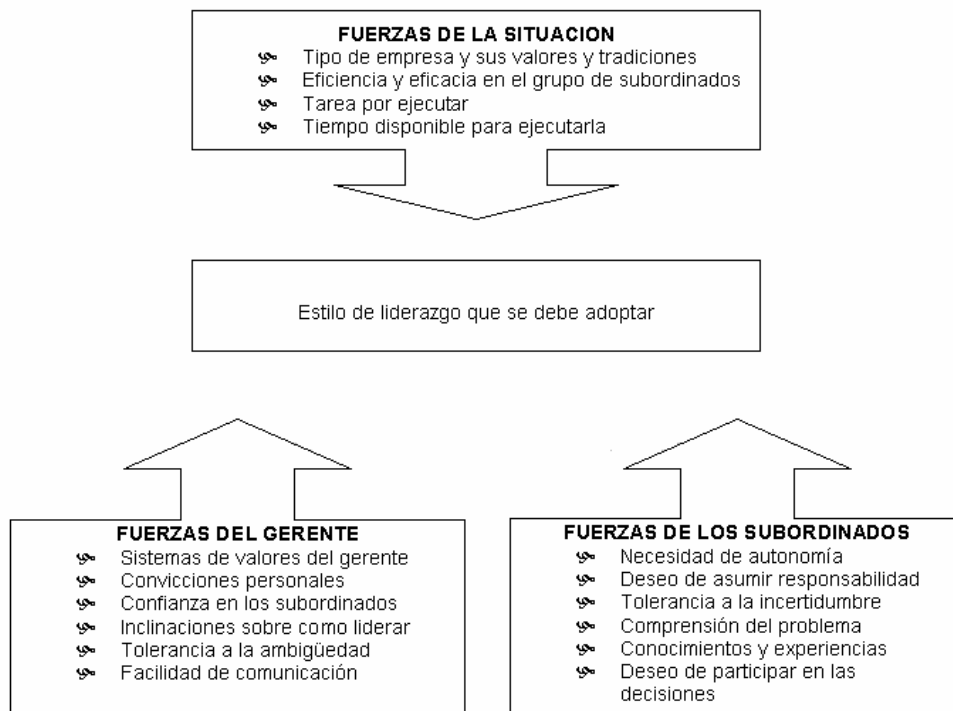 FUERZAS DE LA SITUACION
Tipo de empresa y sus valores y tradiciones
Eficiencia y eficacia en el grupo de subordinados
Tarea por ejecutar
Tiempo disponible para ejecutarla
Estilo de liderazgo que se debe adoptar
FUERZAS DEL GERENTE
Sistemas de valores del gerente
Convicciones personales
Confianza en los subordinados
Inclinaciones sobre como liderar
Tolerancia a la ambigüedad
Facilidad de comunicación
FUERZAS DE LOS SUBORDINADOS
Necesidad de autonomía
Deseo de asumir responsabilidad
Tolerancia a la incertidumbre
Comprensión del problema
Conocimientos y experiencias
Deseo de participar en las
decisiones